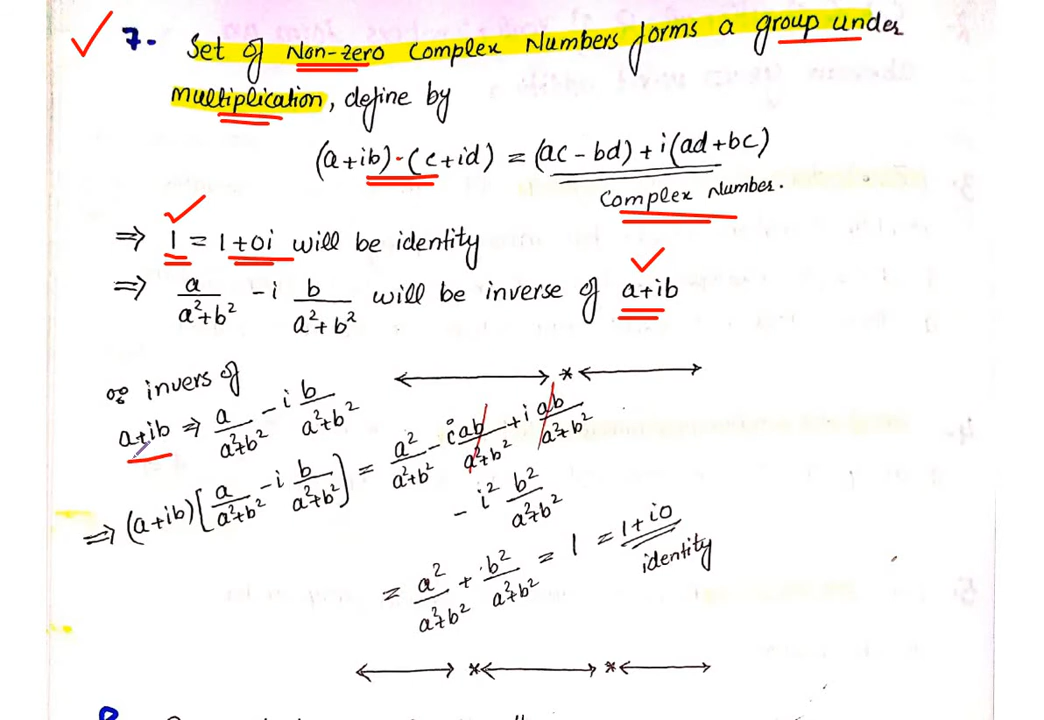 7. Set of Non-zero Complex Numbers forms a group under
multiplication, define by
(a+ib)·(c+id) = (ac-bd)+i(ad+bc)
Complex Number.
⇒ 1 = 1+0i will be identity
⇒ a/(a²+b²) - i b/(a²+b²) will be inverse of a+ib
* 
invers of
a+ib ⇒ a/(a²+b²) - i b/(a²+b²)
⇒ (a+ib)[a/(a²+b²) - i b/(a²+b²)] = a²/(a²+b²) - i ab/(a²+b²) + i ab/(a²+b²)
- i² b²/(a²+b²)
= a²/(a²+b²) + b²/(a²+b²) = 1 = 1+i0
identity
* *